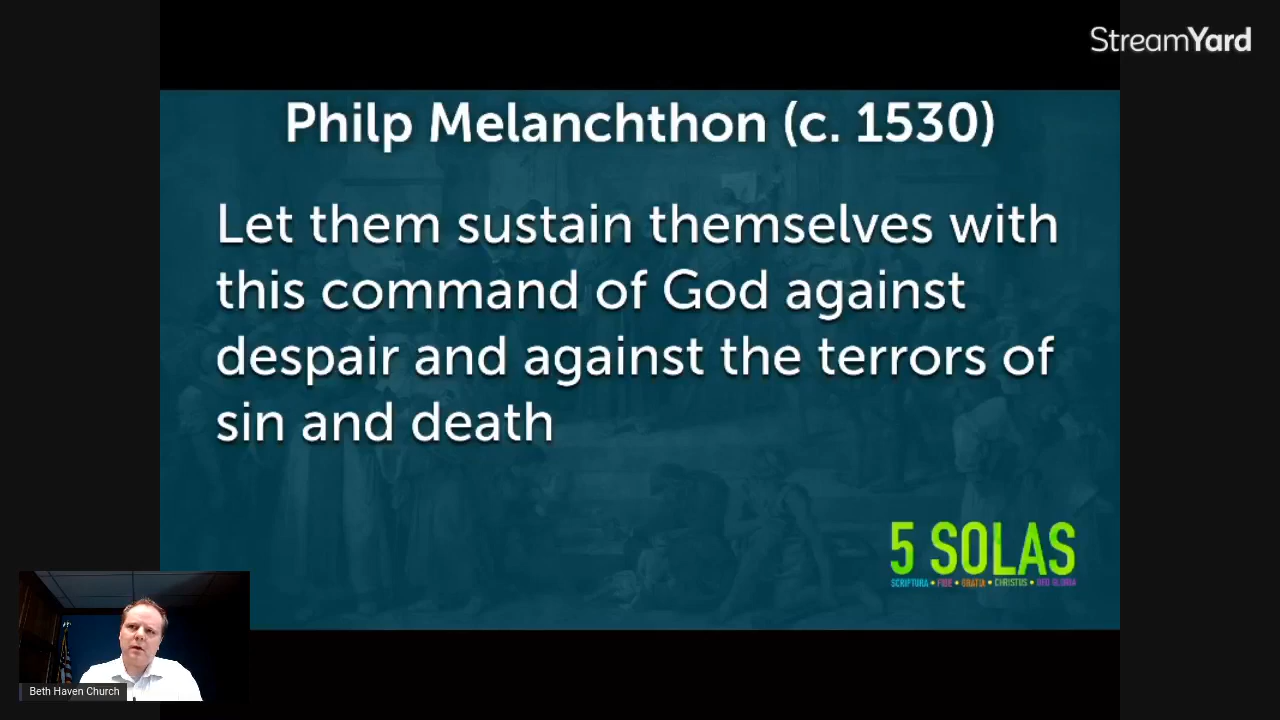 StreamYard
Philp Melanchthon (c. 1530)
Let them sustain themselves with
this command of God against
despair and against the terrors of
sin and death
5 SOLAS
SCRIPTURA • FIDE • GRATIA • CHRISTUS • DEO GLORIA
Beth Haven Church